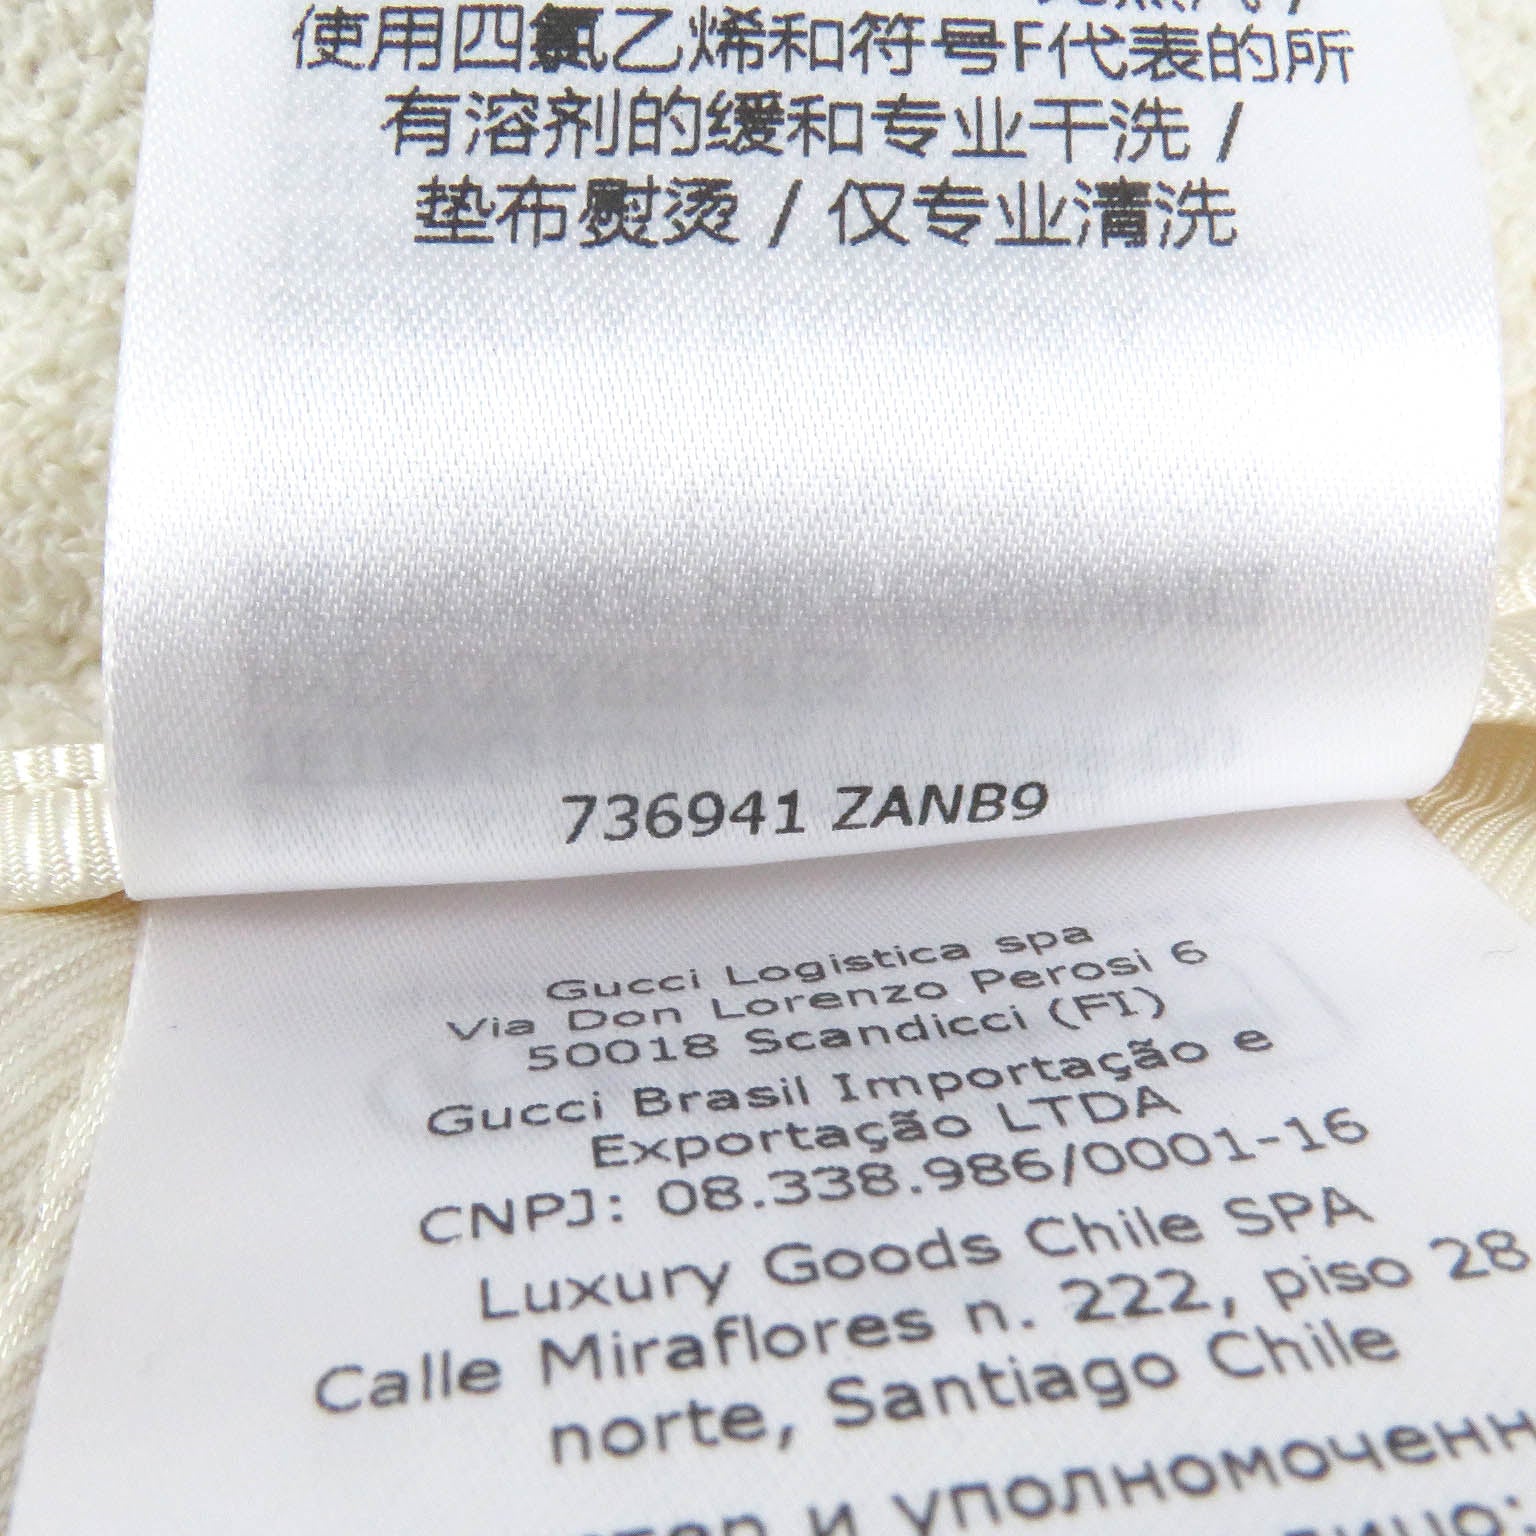 使用四氯乙烯和符号F代表的所
有溶剂的缓和专业干洗 /
垫布熨烫 / 仅专业清洗
736941 ZANB9
Gucci Logistica spa
Via Don Lorenzo Perosi 6
50018 Scandicci (FI)
Gucci Brasil Importação e
Exportação LTDA
CNPJ: 08.338.986/0001-16
Luxury Goods Chile SPA
Calle Miraflores n. 222, piso 28
norte, Santiago Chile
и уполномоченн